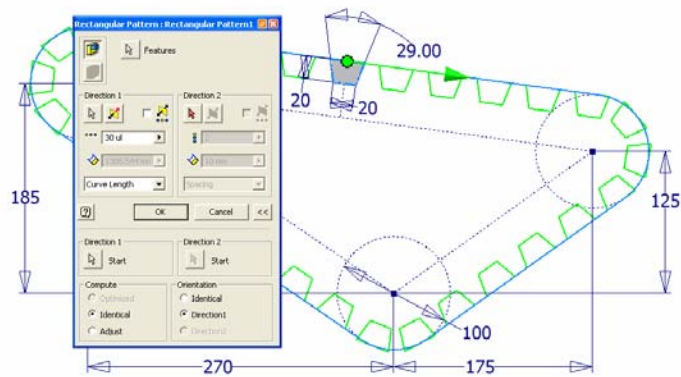 Rectangular Pattern : Rectangular Pattern1
Features
Direction 1
Direction 2
30 ul
10 mm
Curve Length
Spacing
OK
Cancel
<<
Direction 1
Direction 2
Start
Start
Compute
Orientation
Optimized
Identical
Identical
Direction1
Adjust
Direction2
29.00
20
20
185
125
100
270
175